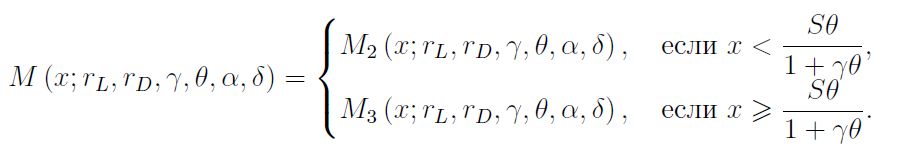 M (x; r_L, r_D, γ, θ, α, δ) = { M_2 (x; r_L, r_D, γ, θ, α, δ) , если x < Sθ / (1 + γθ),
M_3 (x; r_L, r_D, γ, θ, α, δ) , если x ⩾ Sθ / (1 + γθ).